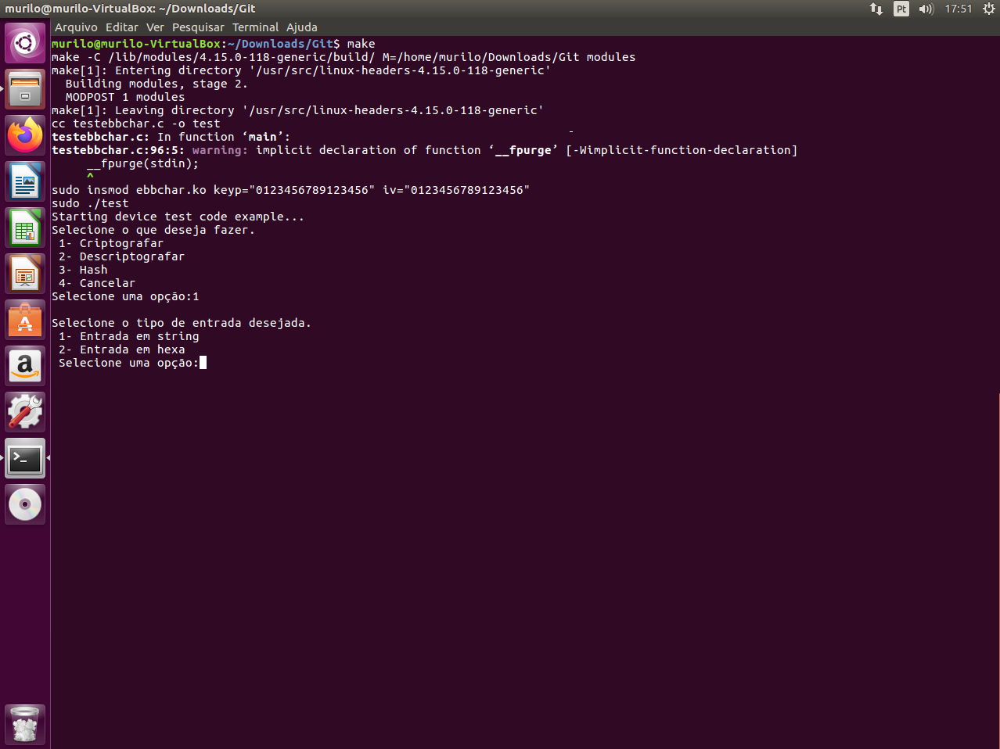 murilo@murilo-VirtualBox: ~/Downloads/Git
Pt
17:51
Arquivo Editar Ver Pesquisar Terminal Ajuda
murilo@murilo-VirtualBox:~/Downloads/Git$ make
make -C /lib/modules/4.15.0-118-generic/build/ M=/home/murilo/Downloads/Git modules
make[1]: Entering directory '/usr/src/linux-headers-4.15.0-118-generic'
  Building modules, stage 2.
  MODPOST 1 modules
make[1]: Leaving directory '/usr/src/linux-headers-4.15.0-118-generic'
cc testebbchar.c -o test
testebbchar.c: In function ‘main’:
testebbchar.c:96:5: warning: implicit declaration of function ‘__fpurge’ [-Wimplicit-function-declaration]
     __fpurge(stdin);
     ^
sudo insmod ebbchar.ko keyp="0123456789123456" iv="0123456789123456"
sudo ./test
Starting device test code example...
Selecione o que deseja fazer.
 1- Criptografar
 2- Descriptografar
 3- Hash
 4- Cancelar
Selecione uma opção:1
Selecione o tipo de entrada desejada.
 1- Entrada em string
 2- Entrada em hexa
 Selecione uma opção: